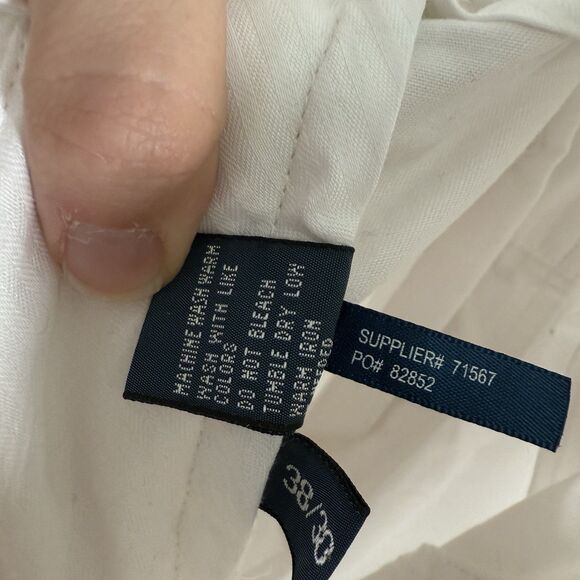 MACHINE WASH WARM
WASH WITH LIKE
COLORS
DO NOT BLEACH
TUMBLE DRY LOW
WARM IRON
SUPPLIER# 71567
PO# 82852
38/30